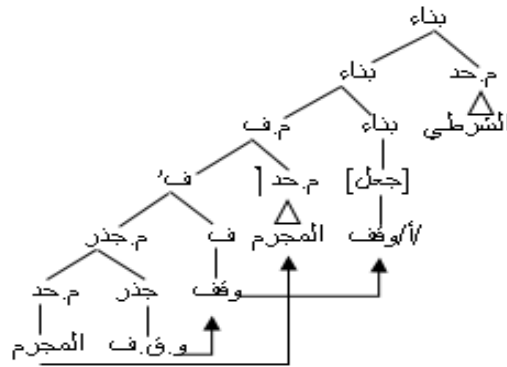 بناء
بناء م.حد
م.ف بناء الشرطي
ف' م.حد [جعل]
م.جذر ف المجرم /أ/وقف
م.حد جذر وقف
المجرم و.ق.ف